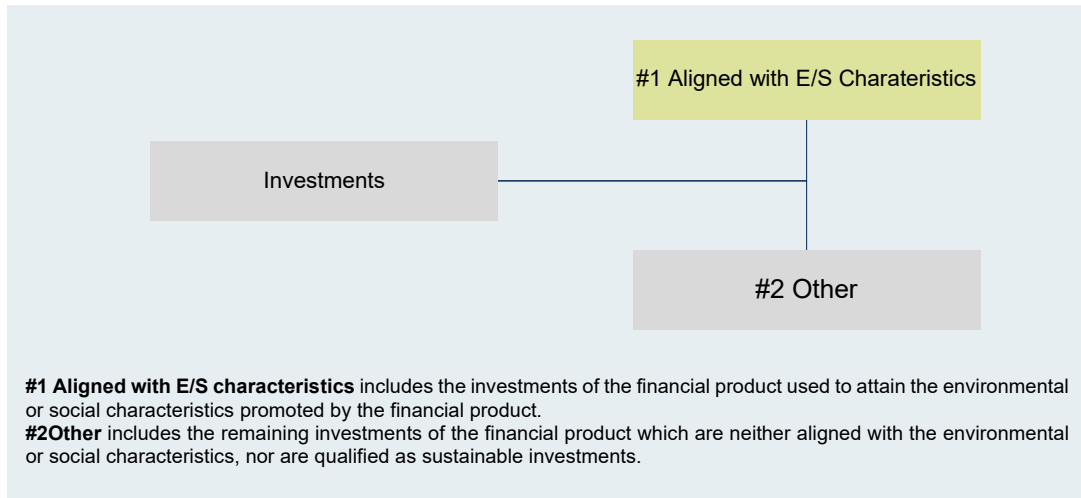 #1 Aligned with E/S Charateristics
Investments
#2 Other
#1 Aligned with E/S characteristics includes the investments of the financial product used to attain the environmental
or social characteristics promoted by the financial product.
#2Other includes the remaining investments of the financial product which are neither aligned with the environmental
or social characteristics, nor are qualified as sustainable investments.